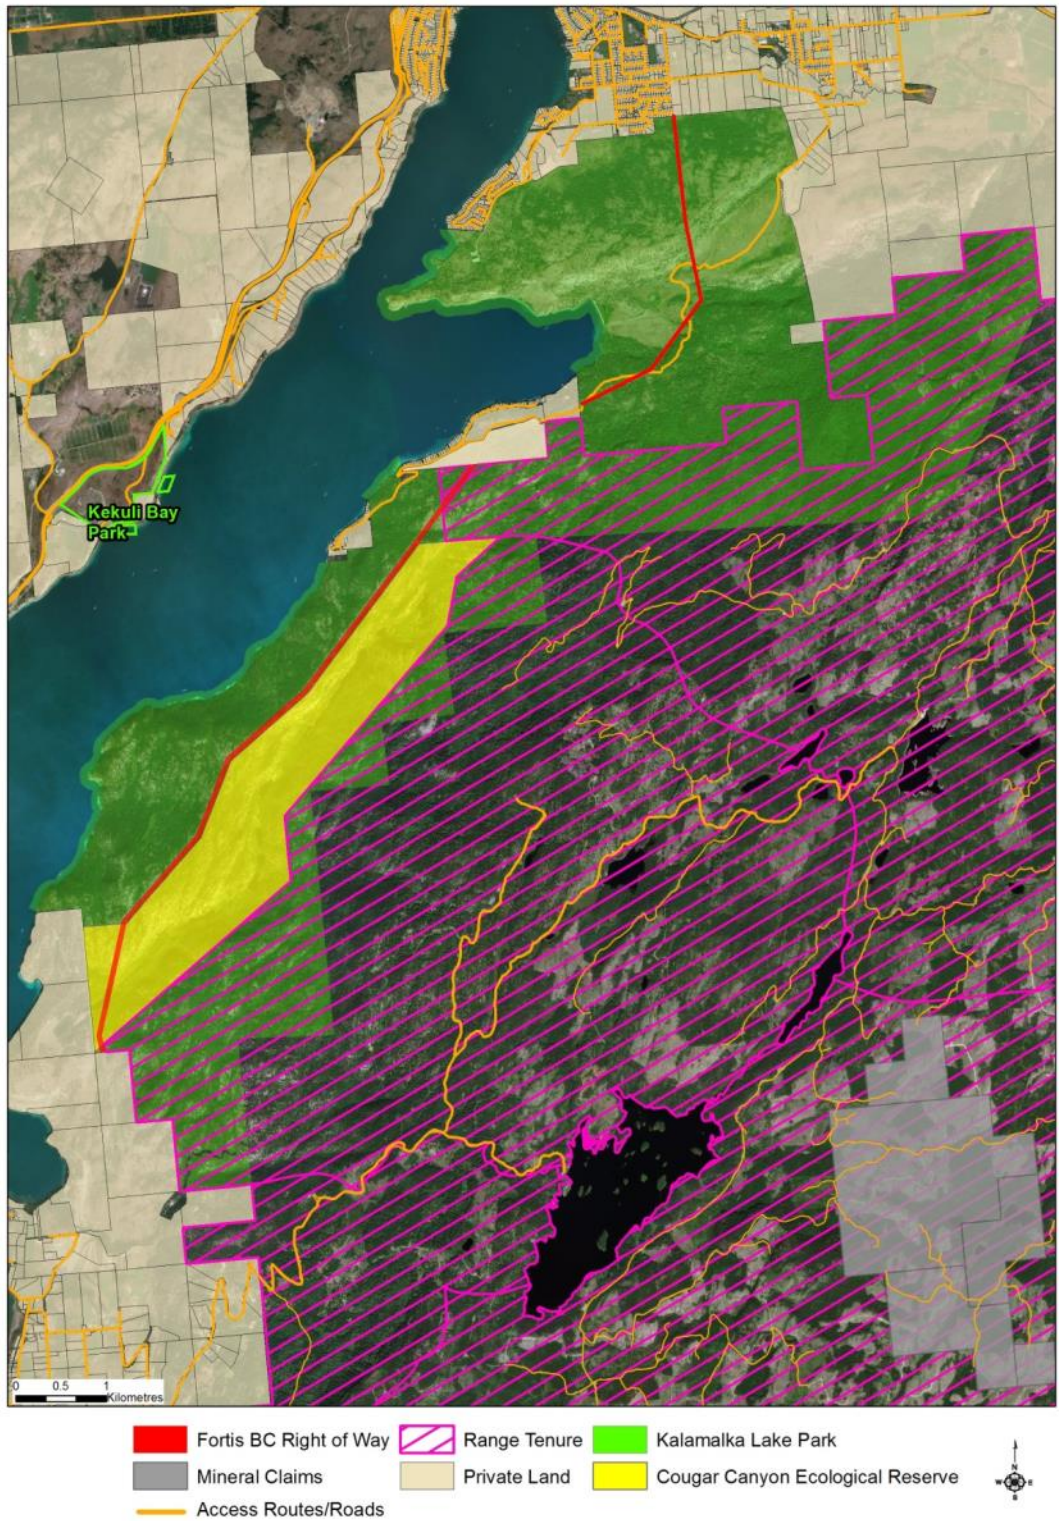 Kekuli Bay
Park
0 0.5 1
Kilometres
Fortis BC Right of Way
Range Tenure
Kalamalka Lake Park
Mineral Claims
Private Land
Cougar Canyon Ecological Reserve
Access Routes/Roads
N
W E
S